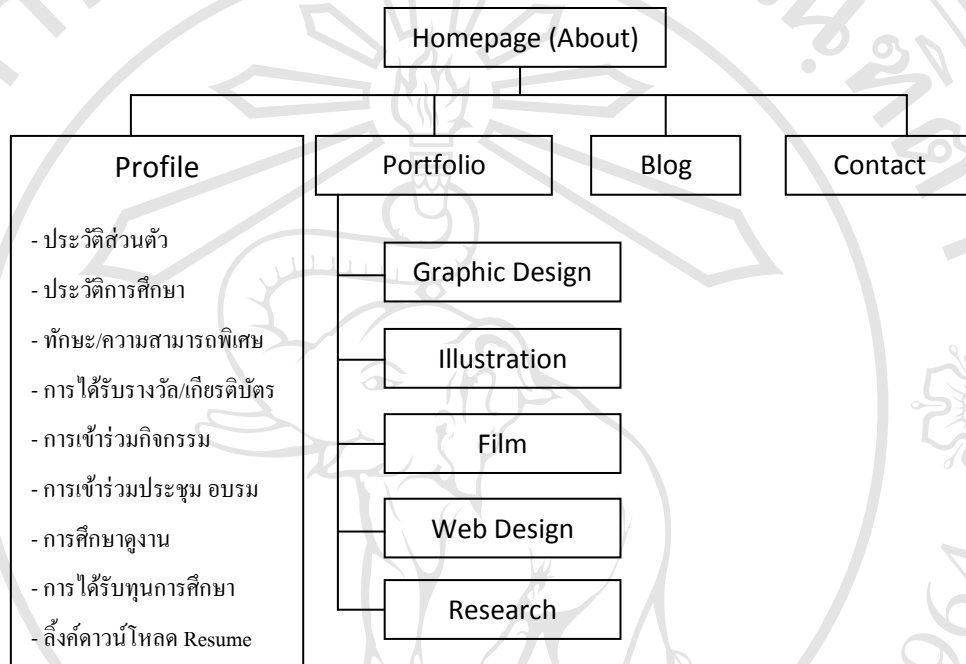 Homepage (About)
Profile
Portfolio
Blog
Contact
- ประวัติส่วนตัว
- ประวัติการศึกษา
- ทักษะ/ความสามารถพิเศษ
- การได้รับรางวัล/เกียรติบัตร
- การเข้าร่วมกิจกรรม
- การเข้าร่วมประชุม อบรม
- การศึกษาดูงาน
- การได้รับทุนการศึกษา
- ลิ้งค์ดาวน์โหลด Resume
Graphic Design
Illustration
Film
Web Design
Research